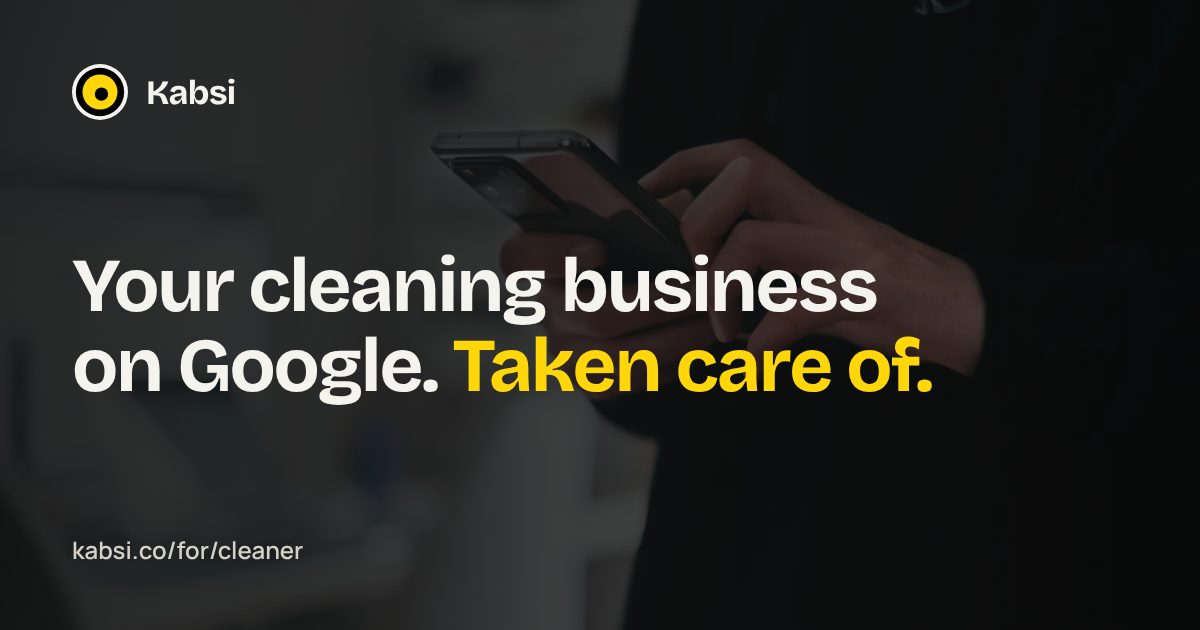 Kabsi
Your cleaning business
on Google. Taken care of.
kabsi.co/for/cleaner